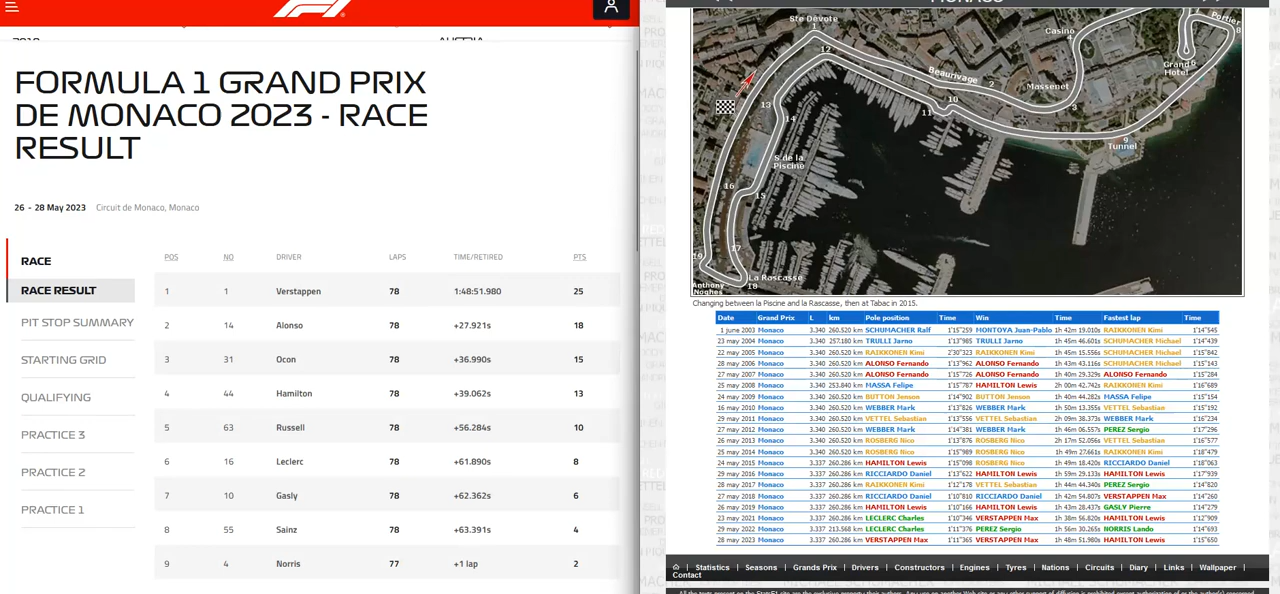 FORMULA 1 GRAND PRIX
DE MONACO 2023 - RACE
RESULT
26 - 28 May 2023 Circuit de Monaco, Monaco
RACE
RACE RESULT
PIT STOP SUMMARY
STARTING GRID
QUALIFYING
PRACTICE 3
PRACTICE 2
PRACTICE 1
POS NO DRIVER LAPS TIME/RETIRED PTS
1 1 Verstappen 78 1:48:51.980 25
2 14 Alonso 78 +27.921s 18
3 31 Ocon 78 +36.990s 15
4 44 Hamilton 78 +39.062s 13
5 63 Russell 78 +56.284s 10
6 16 Leclerc 78 +61.890s 8
7 10 Gasly 78 +62.362s 6
8 55 Sainz 78 +63.391s 4
9 4 Norris 77 +1 lap 2
Ste Dévote
1
12
Casino
4
Portier
8
Grand Hotel
6
Beaurivage
2
Massenet
3
10
11
9
Tunnel
13
14
S de la
Piscine
15
16
17
19
La Rascasse
18
Anthony
Noghes
Changing between la Piscine and la Rascasse, then at Tabac in 2015.
Date Grand Prix L km Pole position Time Win Time Fastest lap Time
1 june 2003 Monaco 3.340 260.520 km SCHUMACHER Ralf 1'15"259 MONTOYA Juan-Pablo 1h 42m 19.010s RAIKKONEN Kimi 1'14"545
23 may 2004 Monaco 3.340 257.180 km TRULLI Jarno 1'13"985 TRULLI Jarno 1h 45m 46.601s SCHUMACHER Michael 1'14"439
22 may 2005 Monaco 3.340 260.520 km RAIKKONEN Kimi 2'30"323 RAIKKONEN Kimi 1h 45m 15.556s SCHUMACHER Michael 1'15"842
28 may 2006 Monaco 3.340 260.520 km ALONSO Fernando 1'13"962 ALONSO Fernando 1h 43m 43.116s SCHUMACHER Michael 1'15"143
27 may 2007 Monaco 3.340 260.520 km ALONSO Fernando 1'15"726 ALONSO Fernando 1h 40m 29.329s ALONSO Fernando 1'15"284
25 may 2008 Monaco 3.340 253.840 km MASSA Felipe 1'15"787 HAMILTON Lewis 2h 00m 42.742s RAIKKONEN Kimi 1'16"689
24 may 2009 Monaco 3.340 260.520 km BUTTON Jenson 1'14"902 BUTTON Jenson 1h 40m 44.282s MASSA Felipe 1'15"154
16 may 2010 Monaco 3.340 260.520 km WEBBER Mark 1'13"826 WEBBER Mark 1h 50m 13.355s VETTEL Sebastian 1'15"192
29 may 2011 Monaco 3.340 260.520 km VETTEL Sebastian 1'13"556 VETTEL Sebastian 2h 09m 38.373s WEBBER Mark 1'16"234
27 may 2012 Monaco 3.340 260.520 km WEBBER Mark 1'14"381 WEBBER Mark 1h 46m 06.557s PEREZ Sergio 1'17"296
26 may 2013 Monaco 3.340 260.520 km ROSBERG Nico 1'13"876 ROSBERG Nico 2h 17m 52.056s VETTEL Sebastian 1'16"577
25 may 2014 Monaco 3.340 260.520 km ROSBERG Nico 1'15"989 ROSBERG Nico 1h 49m 27.661s RAIKKONEN Kimi 1'18"479
24 may 2015 Monaco 3.337 260.286 km HAMILTON Lewis 1'15"098 ROSBERG Nico 1h 49m 18.420s RICCIARDO Daniel 1'18"063
29 may 2016 Monaco 3.337 260.286 km RICCIARDO Daniel 1'13"622 HAMILTON Lewis 1h 59m 29.133s HAMILTON Lewis 1'17"939
28 may 2017 Monaco 3.337 260.286 km RAIKKONEN Kimi 1'12"178 VETTEL Sebastian 1h 44m 44.340s PEREZ Sergio 1'14"820
27 may 2018 Monaco 3.337 260.286 km RICCIARDO Daniel 1'10"810 RICCIARDO Daniel 1h 42m 54.807s VERSTAPPEN Max 1'14"260
26 may 2019 Monaco 3.337 260.286 km HAMILTON Lewis 1'10"166 HAMILTON Lewis 1h 43m 28.437s GASLY Pierre 1'14"279
23 may 2021 Monaco 3.337 260.286 km LECLERC Charles 1'10"346 VERSTAPPEN Max 1h 38m 56.820s HAMILTON Lewis 1'12"909
29 may 2022 Monaco 3.337 213.568 km LECLERC Charles 1'11"376 PEREZ Sergio 1h 56m 30.265s NORRIS Lando 1'14"693
28 may 2023 Monaco 3.337 260.286 km VERSTAPPEN Max 1'11"365 VERSTAPPEN Max 1h 48m 51.980s HAMILTON Lewis 1'15"650
Statistics | Seasons | Grands Prix | Drivers | Constructors | Engines | Tyres | Nations | Circuits | Diary | Links | Wallpaper |
Contact